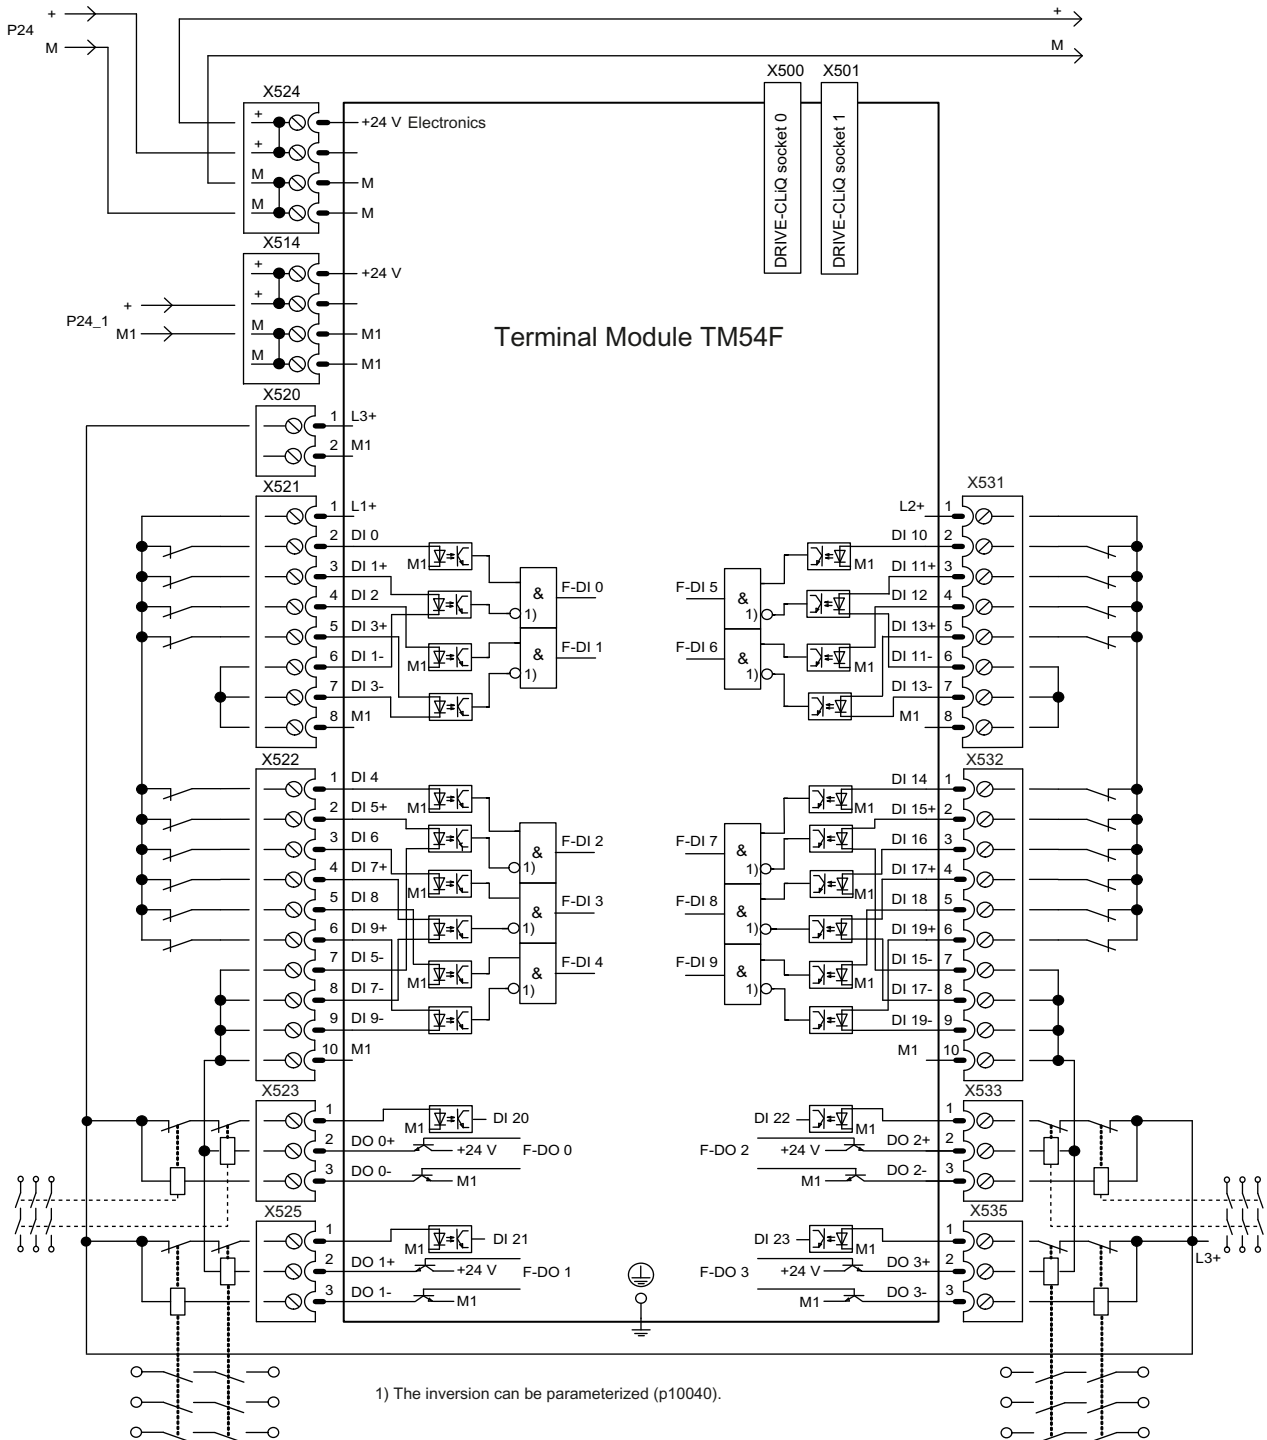 P24
+
M
+
M
X500 X501
DRIVE-CLiQ socket 0
DRIVE-CLiQ socket 1
X524
+ +24 V Electronics
+
M M
M M
X514
+ +24 V
+
M M1
M M1
P24_1
+
M1
Terminal Module TM54F
X520
1 L3+
2 M1
X521
1 L1+
2 DI 0
3 DI 1+
4 DI 2
5 DI 3+
6 DI 1-
7 DI 3-
8 M1
M1
M1
& F-DI 0
1)
& F-DI 1
1)
X531
L2+ 1
DI 10 2
DI 11+ 3
DI 12 4
DI 13+ 5
DI 11- 6
DI 13- 7
M1 8
M1
M1
F-DI 5 &
1)
F-DI 6 &
1)
X522
1 DI 4
2 DI 5+
3 DI 6
4 DI 7+
5 DI 8
6 DI 9+
7 DI 5-
8 DI 7-
9 DI 9-
10 M1
M1
M1
M1
& F-DI 2
1)
& F-DI 3
1)
& F-DI 4
1)
X532
DI 14 1
DI 15+ 2
DI 16 3
DI 17+ 4
DI 18 5
DI 19+ 6
DI 15- 7
DI 17- 8
DI 19- 9
M1 10
M1
M1
M1
F-DI 7 &
1)
F-DI 8 &
1)
F-DI 9 &
1)
X523
1 M1 DI 20
2 DO 0+ +24 V F-DO 0
3 DO 0- M1
X533
DI 22 M1 1
F-DO 2 +24 V DO 2+ 2
M1 DO 2- 3
X525
1 M1 DI 21
2 DO 1+ +24 V F-DO 1
3 DO 1- M1
X535
DI 23 M1 1
F-DO 3 +24 V DO 3+ 2
M1 DO 3- 3
L3+
1) The inversion can be parameterized (p10040).